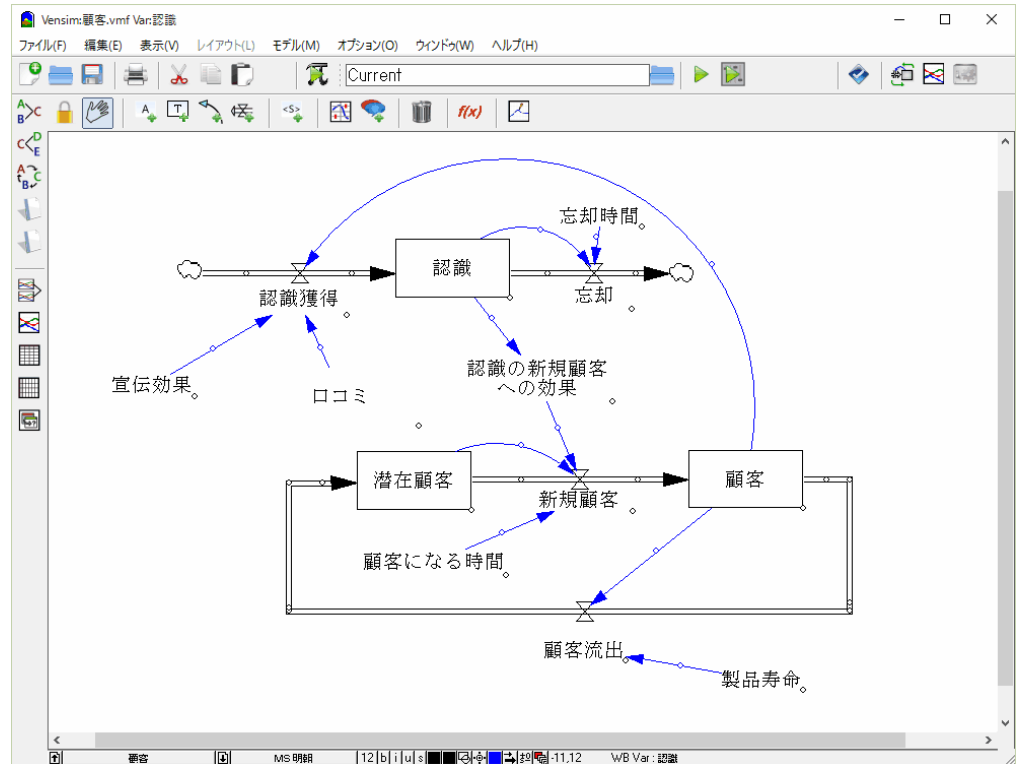 Vensim:顧客.vmf Var:認識
ファイル(F) 編集(E) 表示(V) レイアウト(L) モデル(M) オプション(O) ウィンドウ(W) ヘルプ(H)
Current
A
T
<S>
f(x)
忘却時間
認識
認識獲得
忘却
宣伝効果
口コミ
認識の新規顧客
への効果
潜在顧客
新規顧客
顧客
顧客になる時間
顧客流出
製品寿命
顧客 MS 明朝 12 b i u s -11,12 WB Var : 認識